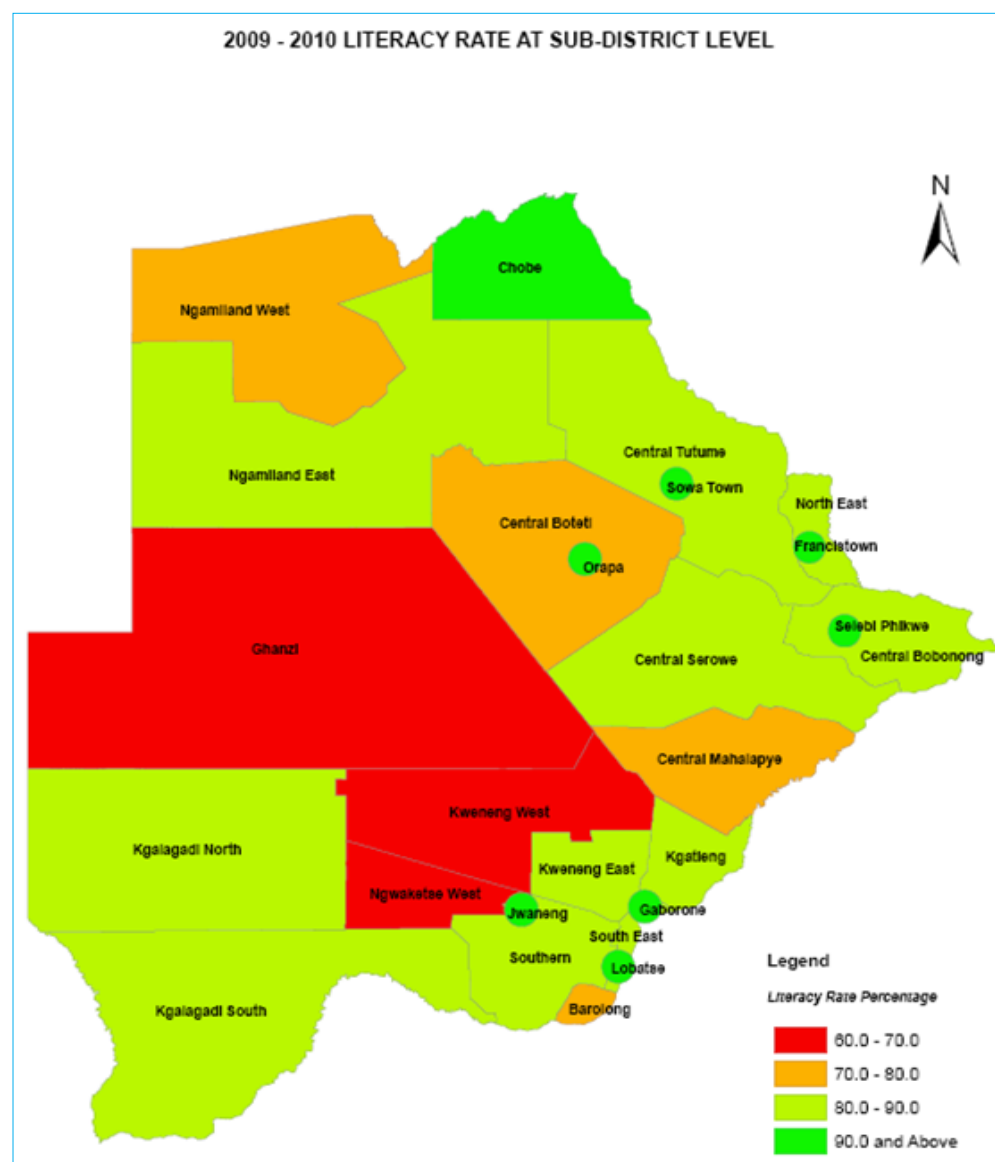 2009 - 2010 LITERACY RATE AT SUB-DISTRICT LEVEL
N
Chobe
Ngamiland West
Central Tutume
Ngamiland East
Sowa Town
North East
Central Boteti
Francistown
Orapa
Selebi Phikwe
Ghanzi
Central Serowe
Central Bobonong
Central Mahalapye
Kweneng West
Kgalagadi North
Kgatleng
Kweneng East
Ngwaketse West
Jwaneng
Gaborone
South East
Southern
Lobatse
Kgalagadi South
Barolong
Legend
Literacy Rate Percentage
60.0 - 70.0
70.0 - 80.0
80.0 - 90.0
90.0 and Above